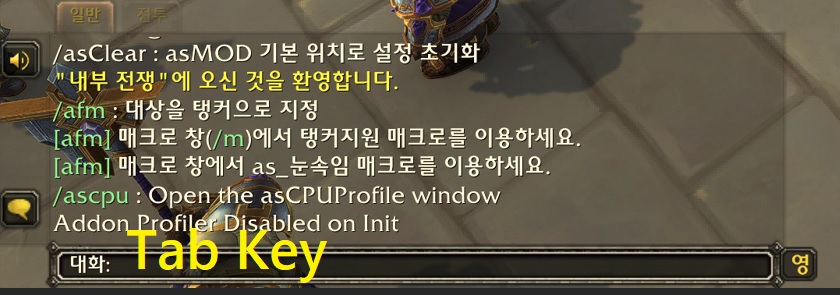 일반 전투
/asClear : asMOD 기본 위치로 설정 초기화
"내부 전쟁"에 오신 것을 환영합니다.
/afm : 대상을 탱커으로 지정
[afm] 매크로 창(/m)에서 탱커지원 매크로를 이용하세요.
[afm] 매크로 창에서 as_눈속임 매크로를 이용하세요.
/ascpu : Open the asCPUProfile window
Addon Profiler Disabled on Init
Tab Key
대화:
영